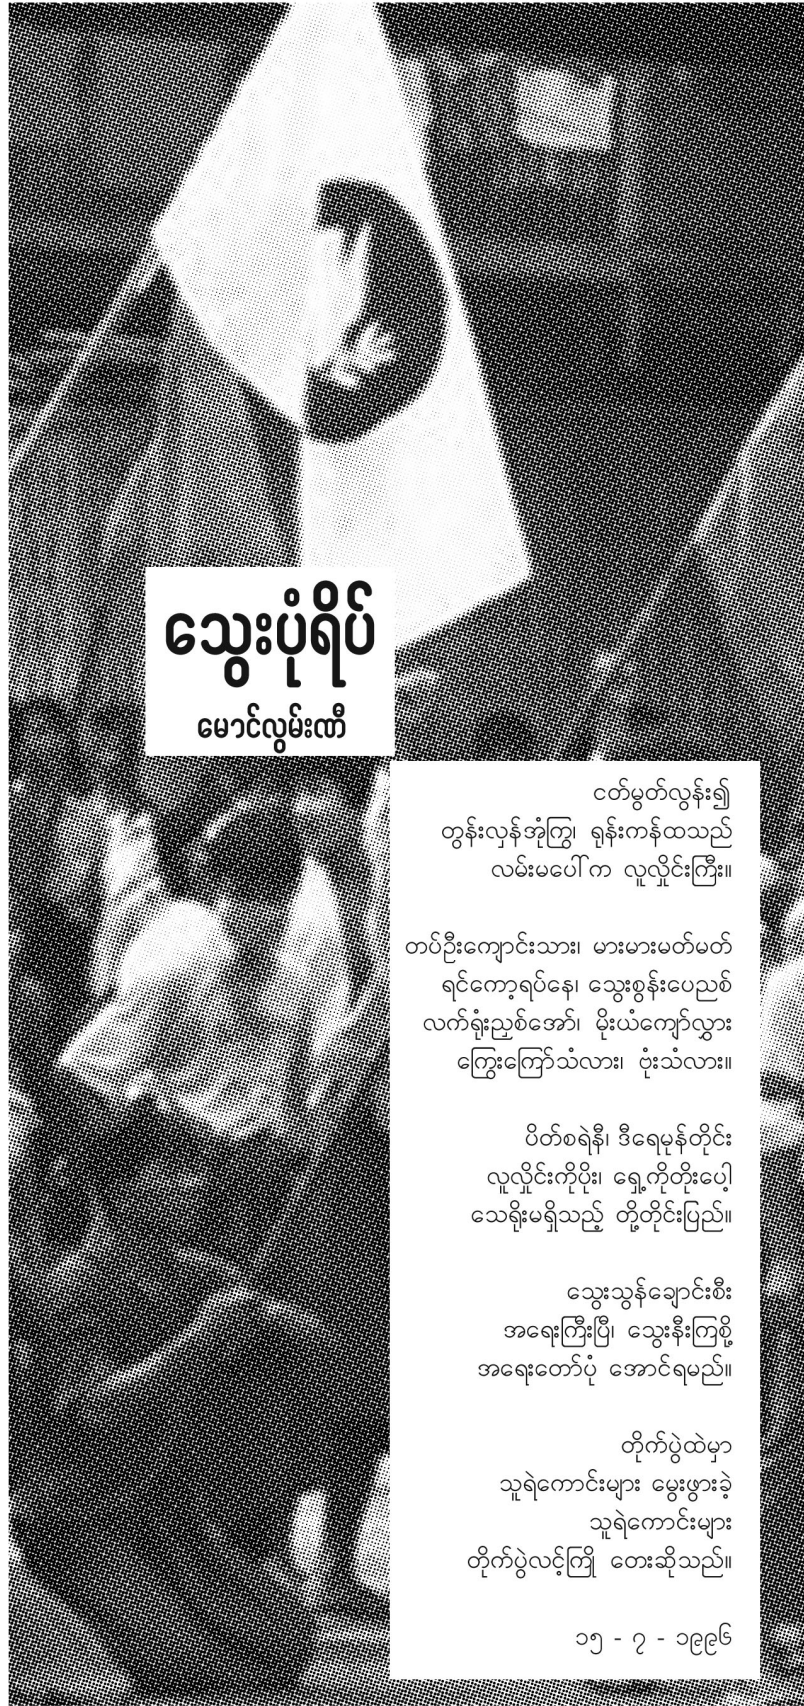 သွေးပုံရိပ်
မောင်လွမ်းဏီ
ငတ်မွတ်လွန်း၍
တွန်းလှန်အုံကြွ၊ ရုန်းကန်ထသည်
လမ်းမပေါ်က လူလှိုင်းကြီး။
တပ်ဦးကျောင်းသား၊ မားမားမတ်မတ်
ရင်ကော့ရပ်နေ၊ သွေးစွန်းပေညစ်
လက်ရုံးညှစ်အော်၊ မိုးယံကျော်လွှား
ကြွေးကြော်သံလား၊ ဗုံးသံလား။
ပိတ်စရဲနီ၊ ဒီရေမုန်တိုင်း
လူလှိုင်းကိုပိုး၊ ရှေ့ကိုတိုးပေါ့
သေရိုးမရှိသည့် တို့တိုင်းပြည်။
သွေးသွန်ချောင်းစီး
အရေးကြီးပြီ၊ သွေးနီးကြစို့
အရေးတော်ပုံ အောင်ရမည်။
တိုက်ပွဲထဲမှာ
သူရဲကောင်းများ မွေးဖွားခဲ့
သူရဲကောင်းများ
တိုက်ပွဲလင့်ကြို တေးဆိုသည်။
၁၅ - ၇ - ၁၉၉၆